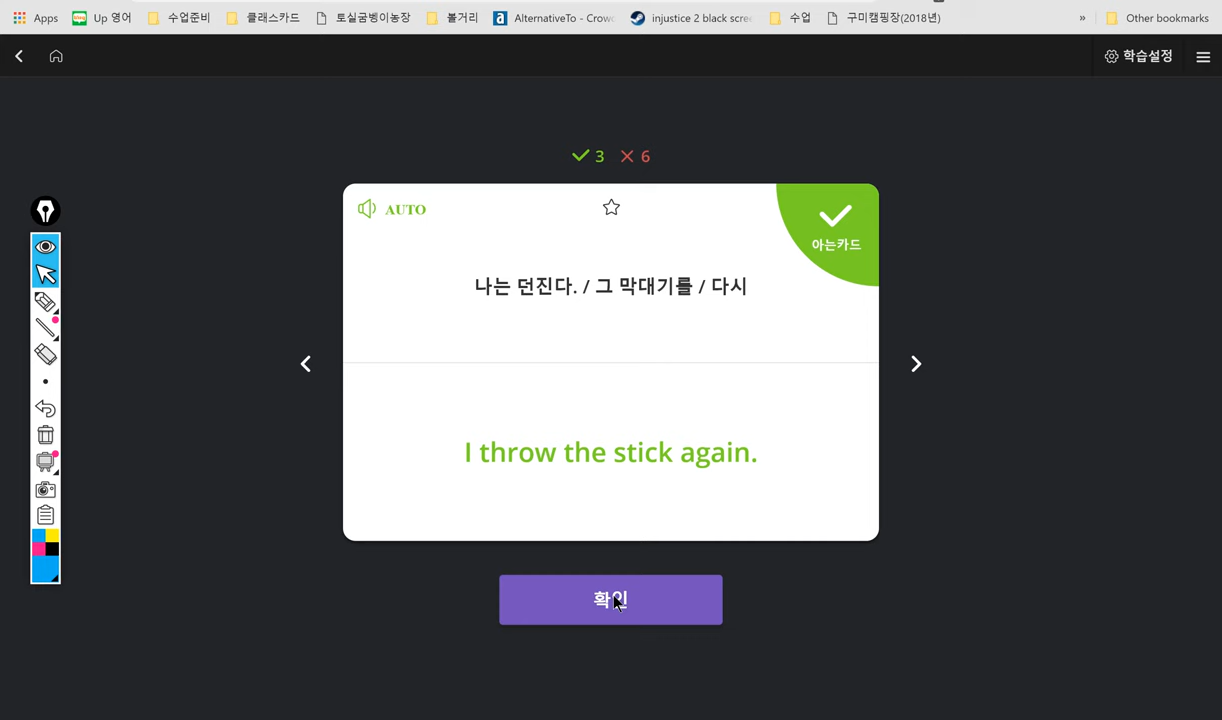 Apps Up 영어 수업준비 클래스카드 토실굼벵이농장 볼거리 AlternativeTo - Crow injustice 2 black scre 수업 구미캠핑장(2018년) » Other bookmarks
학습설정
3 6
AUTO
아는카드
나는 던진다. / 그 막대기를 / 다시
I throw the stick again.
확인